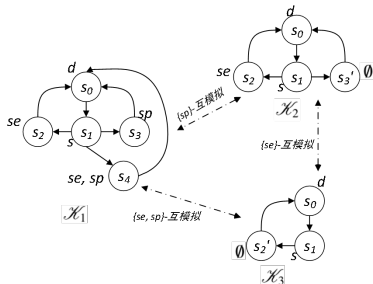 d
s₀
se
s₂
s₁
s
s₃
sp
s₄
se, sp
𝒦₁
{sp}-互模拟
d
s₀
se
s₂
s₁
s
s₃'
∅
𝒦₂
{se}-互模拟
{se, sp}-互模拟
d
s₀
∅
s₂'
s₁
s
𝒦₃